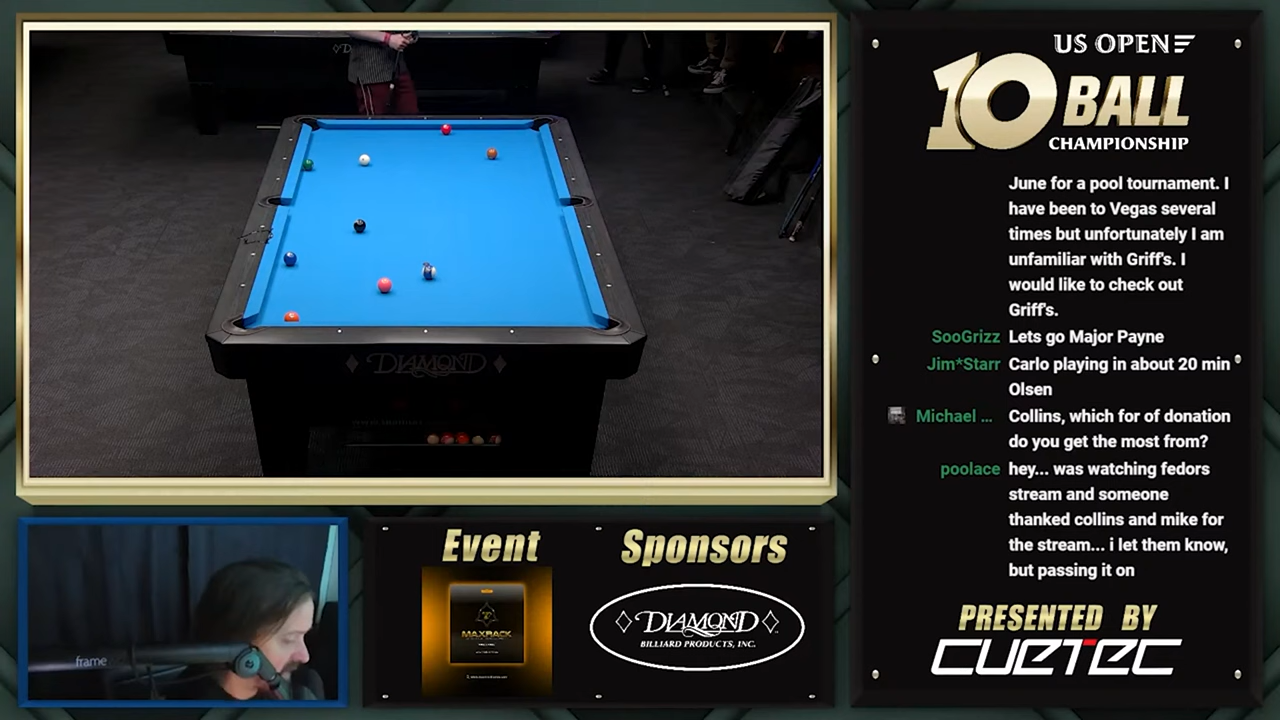 US OPEN
10 BALL
CHAMPIONSHIP
June for a pool tournament. I
have been to Vegas several
times but unfortunately I am
unfamiliar with Griff's. I
would like to check out
Griff's.
SooGrizz Lets go Major Payne
Jim*Starr Carlo playing in about 20 min
Olsen
Michael ... Collins, which for of donation
do you get the most from?
poolace hey... was watching fedors
stream and someone
thanked collins and mike for
the stream... i let them know,
but passing it on
PRESENTED BY
CUETEC
DIAMOND
frame
Event
MAXRACK
Sponsors
DIAMOND
BILLIARD PRODUCTS, INC.